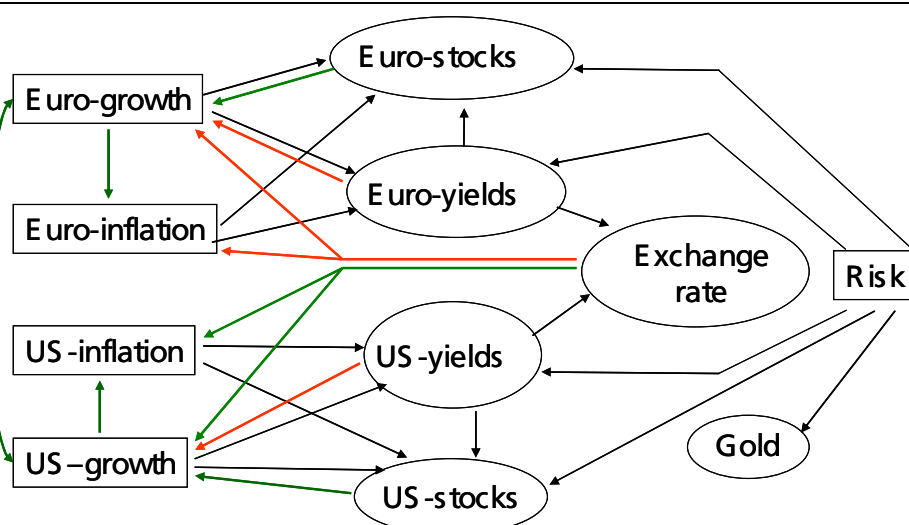 Euro-stocks
Euro-growth
Euro-yields
Euro-inflation
Exchange
rate
Risk
US-inflation
US-yields
Gold
US–growth
US-stocks